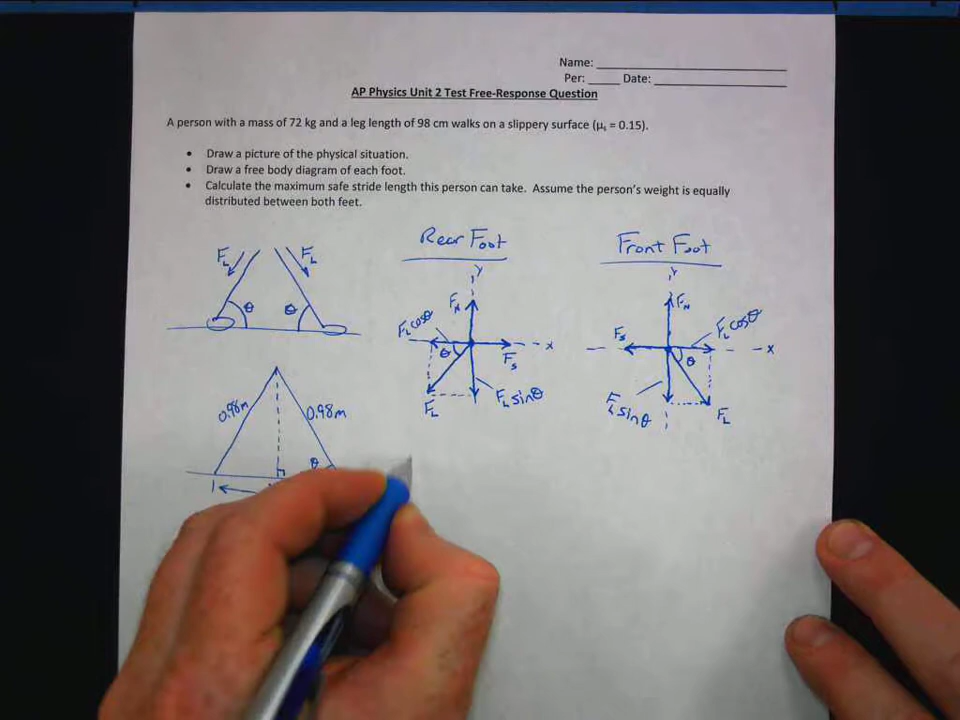 Name: ____________
Per: _____ Date: ____________
AP Physics Unit 2 Test Free-Response Question
A person with a mass of 72 kg and a leg length of 98 cm walks on a slippery surface (μs = 0.15).
• Draw a picture of the physical situation.
• Draw a free body diagram of each foot.
• Calculate the maximum safe stride length this person can take. Assume the person's weight is equally
distributed between both feet.
Rear Foot
Front Foot
FL FL
θ θ
y
FN
FL cosθ
θ
Fs
x
FL
FL sinθ
y
FN
FL cosθ
Fs
x
θ
FL sinθ
FL
0.98m 0.98m
θ